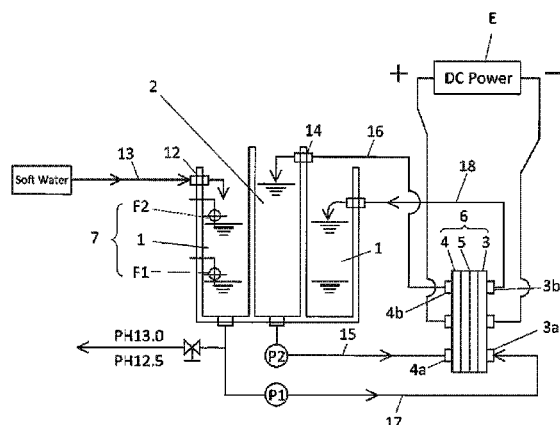 E
+ DC Power −
2
13 12 14 16
Soft Water
18
F2
7 1 1
F1
6
4 5 3
4b 3b
PH13.0
PH12.5
P2 15 4a 3a
P1
17